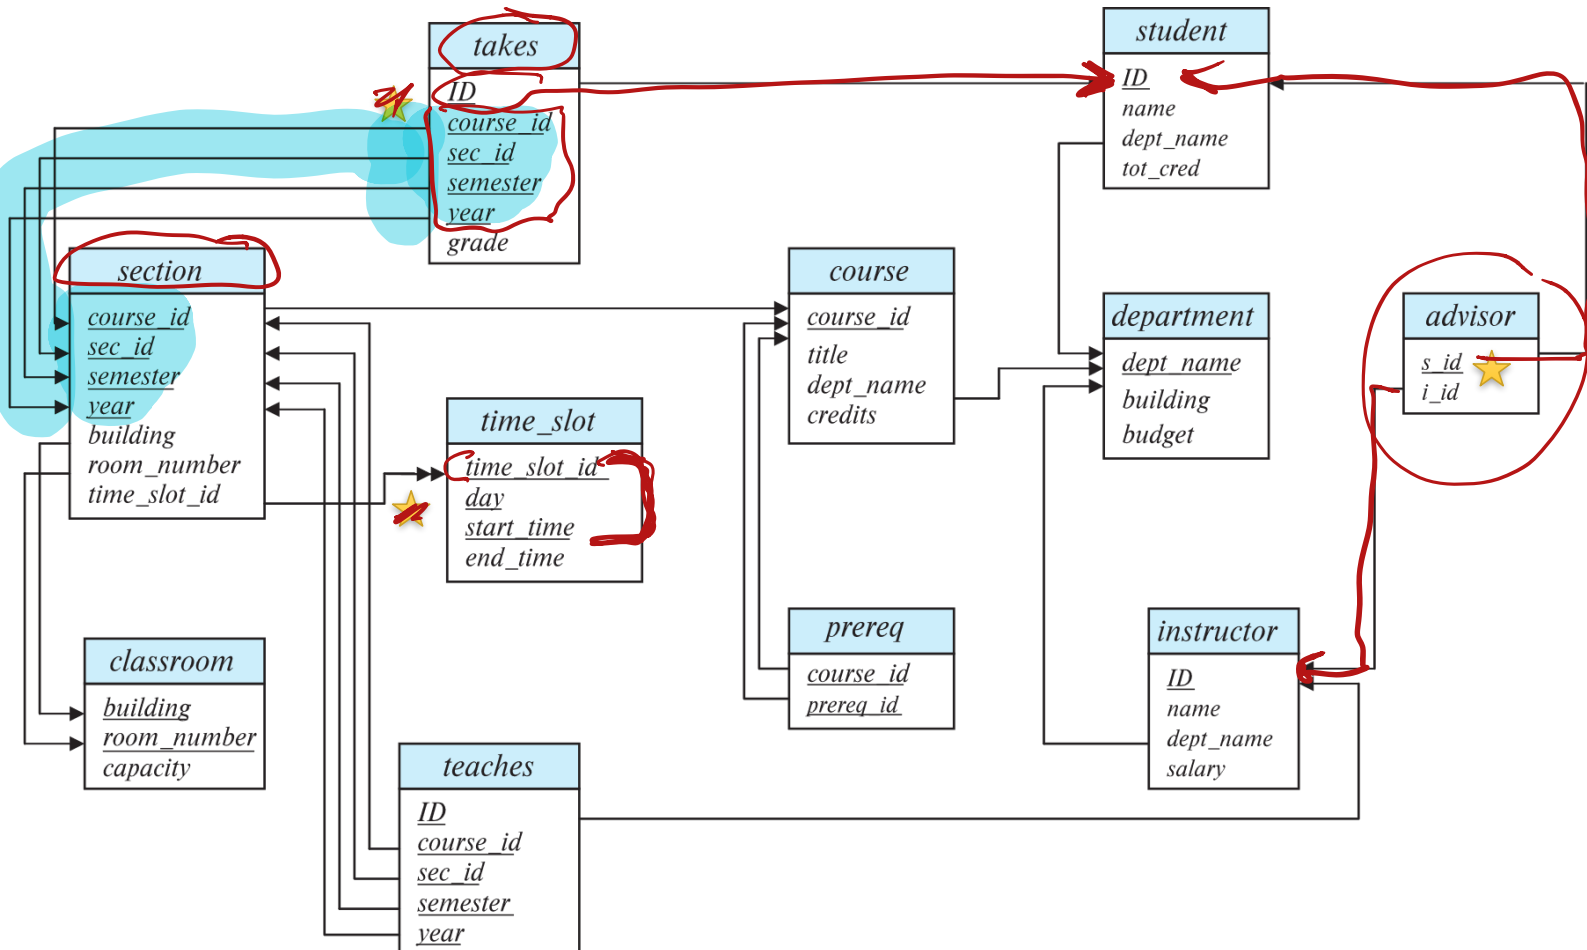 takes
ID
course_id
sec_id
semester
year
grade
student
ID
name
dept_name
tot_cred
section
course_id
sec_id
semester
year
building
room_number
time_slot_id
course
course_id
title
dept_name
credits
department
dept_name
building
budget
advisor
s_id
i_id
time_slot
time_slot_id
day
start_time
end_time
classroom
building
room_number
capacity
prereq
course_id
prereq_id
instructor
ID
name
dept_name
salary
teaches
ID
course_id
sec_id
semester
year